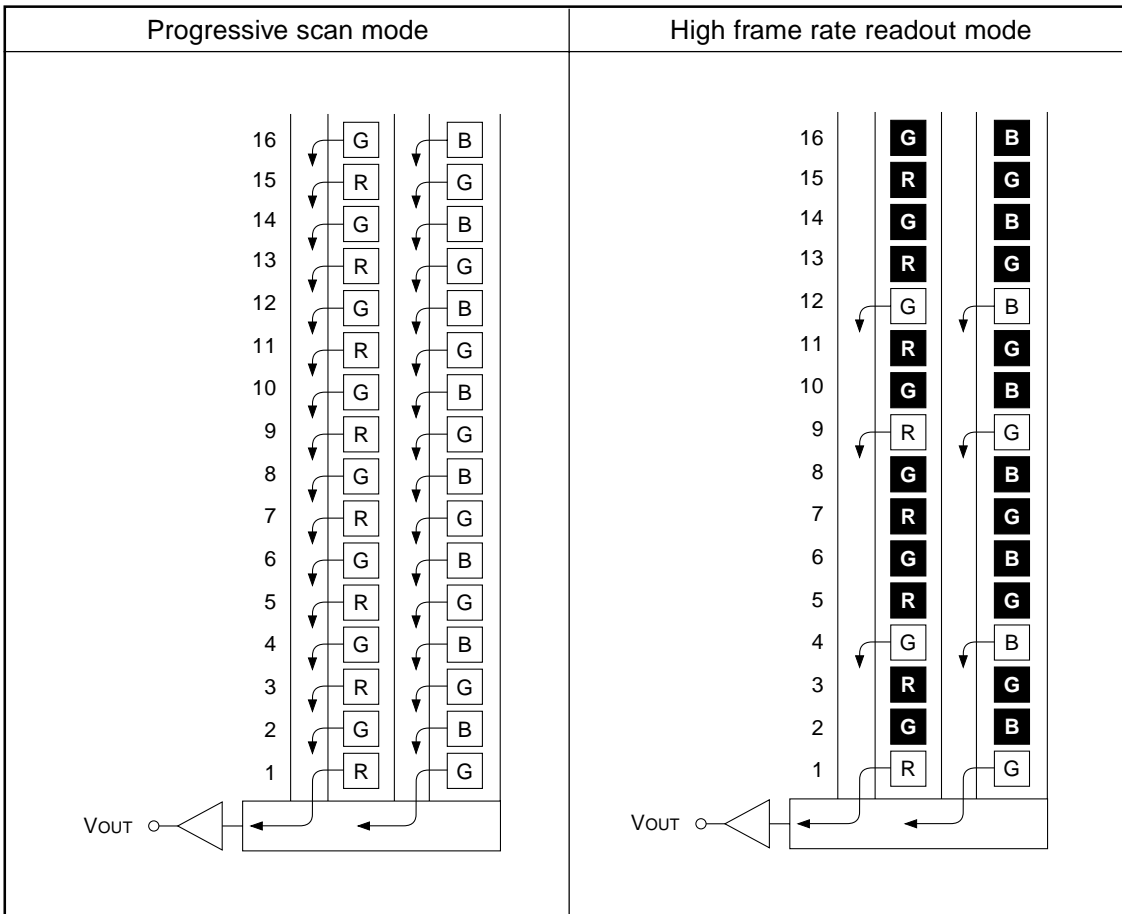 Progressive scan mode
High frame rate readout mode
16 G B
15 R G
14 G B
13 R G
12 G B
11 R G
10 G B
9 R G
8 G B
7 R G
6 G B
5 R G
4 G B
3 R G
2 G B
1 R G
VOUT
16 G B
15 R G
14 G B
13 R G
12 G B
11 R G
10 G B
9 R G
8 G B
7 R G
6 G B
5 R G
4 G B
3 R G
2 G B
1 R G
VOUT